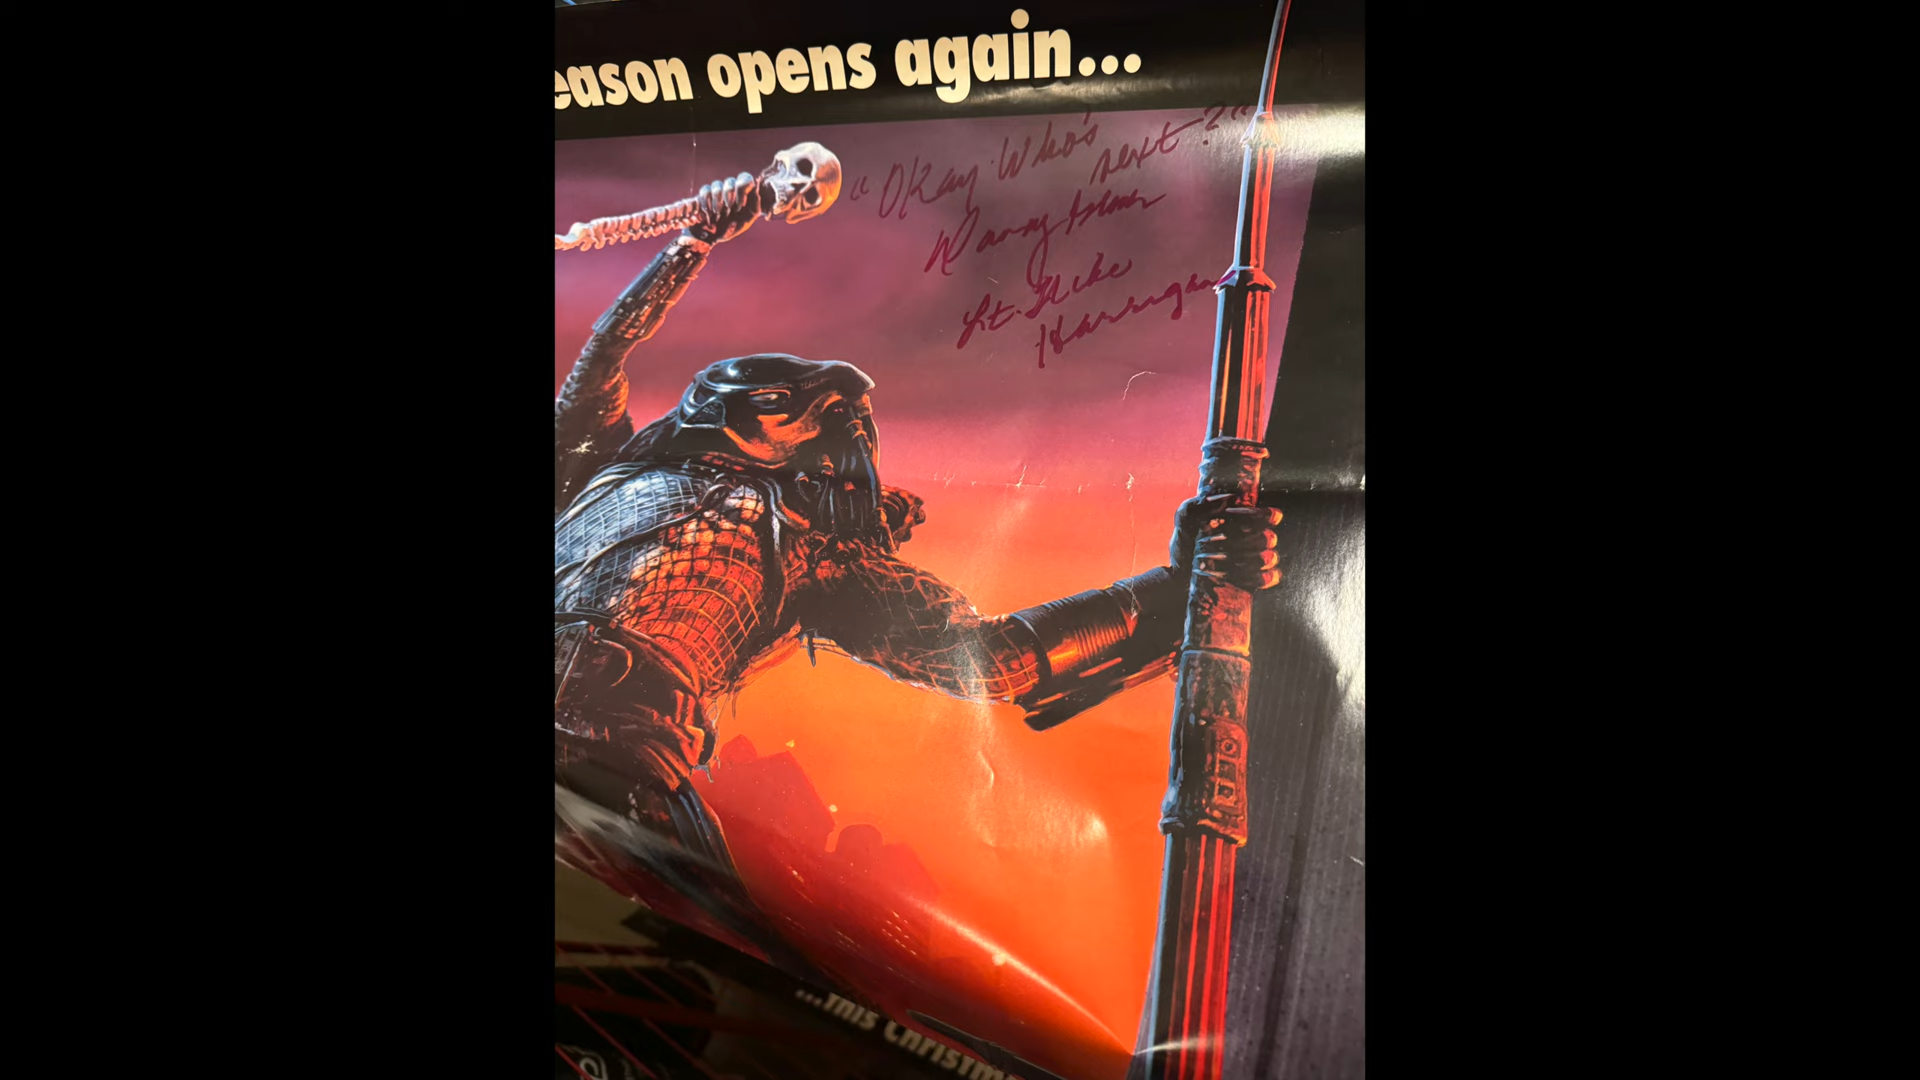 eason opens again...
"Okay Who's
next?"
Danny Glover
Lt. Mike
Harrigan
...This Christm